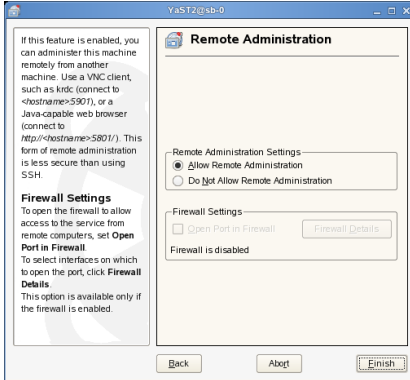 YaST2@sb-0
If this feature is enabled, you
can administer this machine
remotely from another
machine. Use a VNC client,
such as krdc (connect to
<hostname>:5901), or a
Java-capable web browser
(connect to
http://<hostname>:5801/). This
form of remote administration
is less secure than using
SSH.
Firewall Settings
To open the firewall to allow
access to the service from
remote computers, set Open
Port in Firewall.
To select interfaces on which
to open the port, click Firewall
Details.
This option is available only if
the firewall is enabled.
Remote Administration
Remote Administration Settings
Allow Remote Administration
Do Not Allow Remote Administration
Firewall Settings
Open Port in Firewall
Firewall Details
Firewall is disabled
Back
Abort
Finish